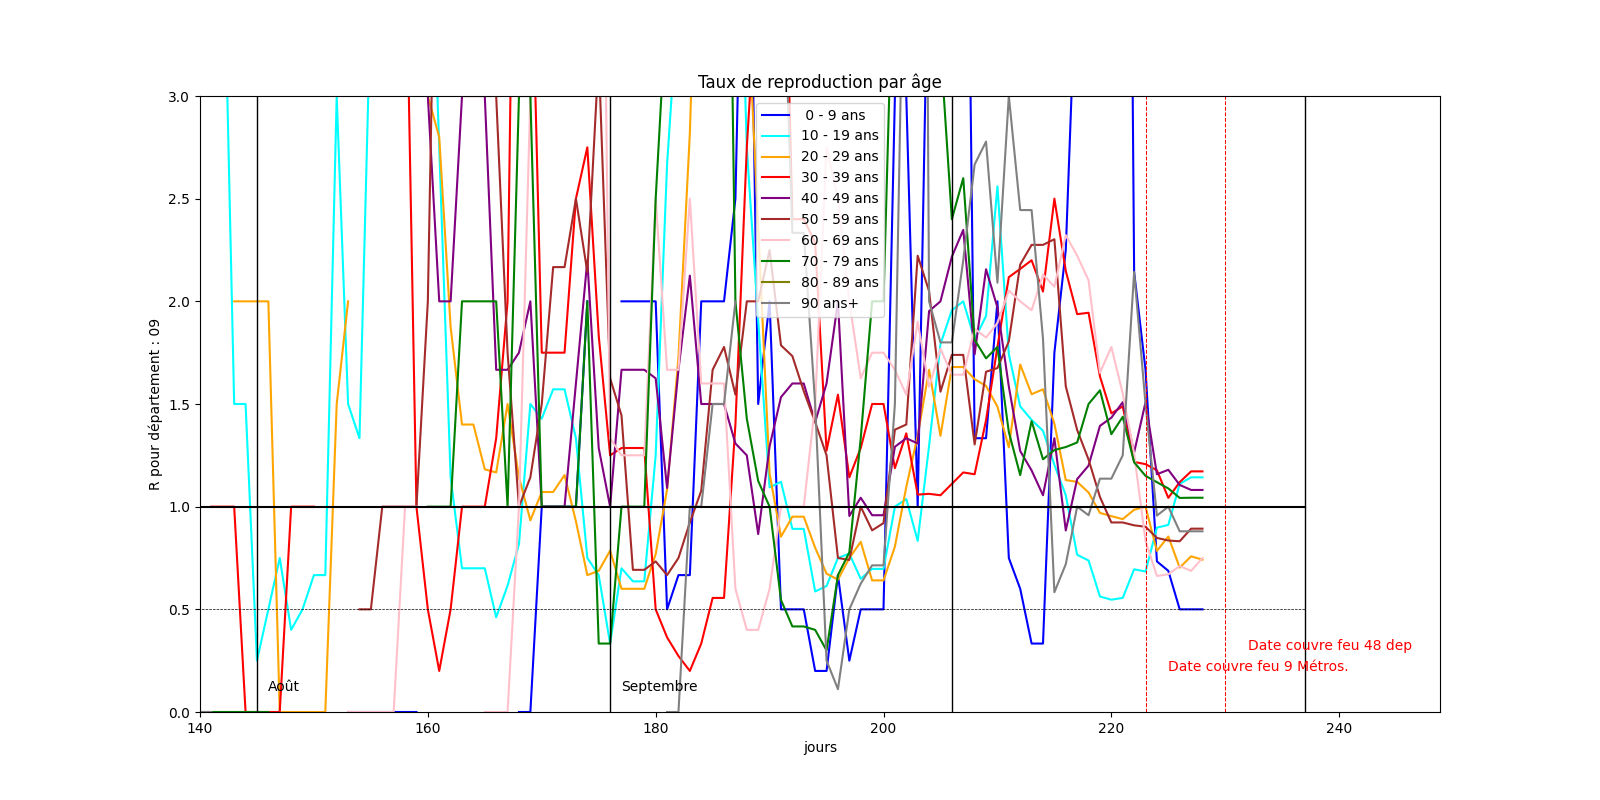 Taux de reproduction par âge
R pour département : 09
3.0
2.5
2.0
1.5
1.0
0.5
0.0
0 - 9 ans
10 - 19 ans
20 - 29 ans
30 - 39 ans
40 - 49 ans
50 - 59 ans
60 - 69 ans
70 - 79 ans
80 - 89 ans
90 ans+
Date couvre feu 48 dep
Date couvre feu 9 Métros.
Août
Septembre
140
160
180
200
220
240
jours